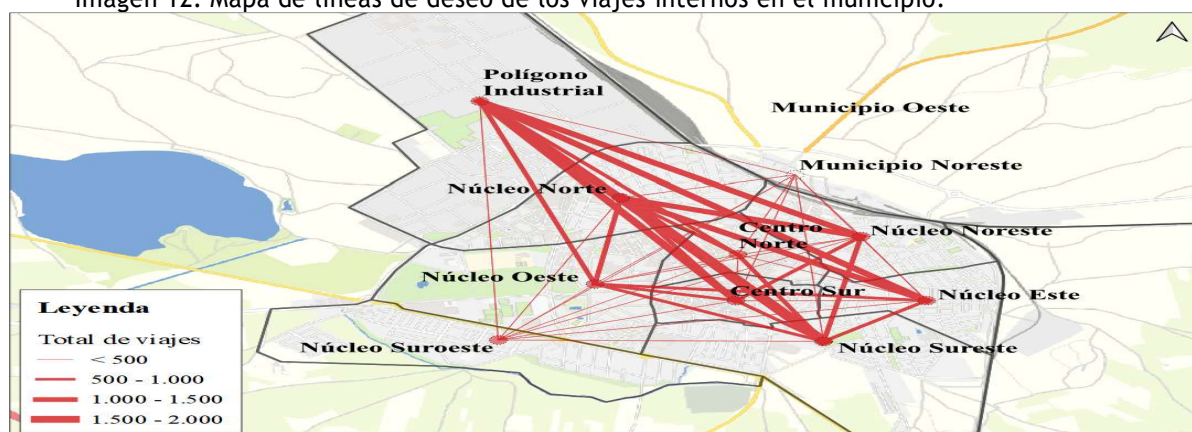 Imagen 12. Mapa de líneas de deseo de los viajes internos en el municipio.
Polígono
Industrial
Municipio Oeste
Municipio Noreste
Núcleo Norte
Centro
Norte
Núcleo Noreste
Núcleo Oeste
Centro Sur
Núcleo Este
Núcleo Suroeste
Núcleo Sureste
Leyenda
Total de viajes
< 500
500 - 1.000
1.000 - 1.500
1.500 - 2.000